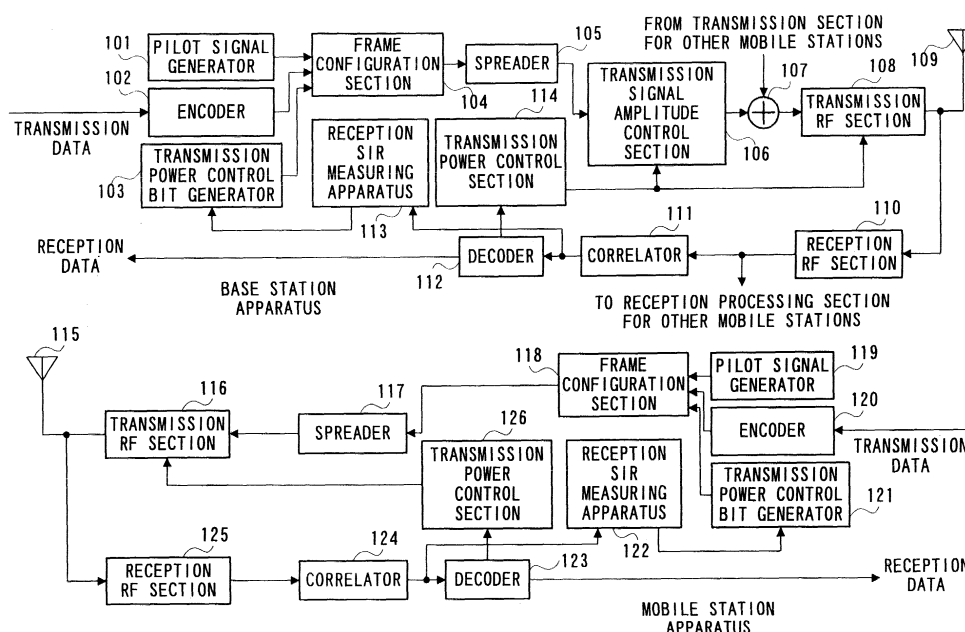 FROM TRANSMISSION SECTION
FOR OTHER MOBILE STATIONS
101
PILOT SIGNAL
GENERATOR
FRAME
CONFIGURATION
SECTION
104
105
SPREADER
102
ENCODER
TRANSMISSION
DATA
103
TRANSMISSION
POWER CONTROL
BIT GENERATOR
RECEPTION
SIR
MEASURING
APPARATUS
113
114
TRANSMISSION
POWER CONTROL
SECTION
TRANSMISSION
SIGNAL
AMPLITUDE
CONTROL
SECTION
106
107
108
TRANSMISSION
RF SECTION
109
110
RECEPTION
RF SECTION
111
CORRELATOR
DECODER
112
RECEPTION
DATA
BASE STATION
APPARATUS
TO RECEPTION PROCESSING SECTION
FOR OTHER MOBILE STATIONS
115
116
TRANSMISSION
RF SECTION
117
SPREADER
118
FRAME
CONFIGURATION
SECTION
PILOT SIGNAL
GENERATOR
119
ENCODER
120
TRANSMISSION
DATA
TRANSMISSION
POWER CONTROL
BIT GENERATOR
121
126
TRANSMISSION
POWER
CONTROL
SECTION
RECEPTION
SIR
MEASURING
APPARATUS
122
125
RECEPTION
RF SECTION
124
CORRELATOR
DECODER
123
RECEPTION
DATA
MOBILE STATION
APPARATUS